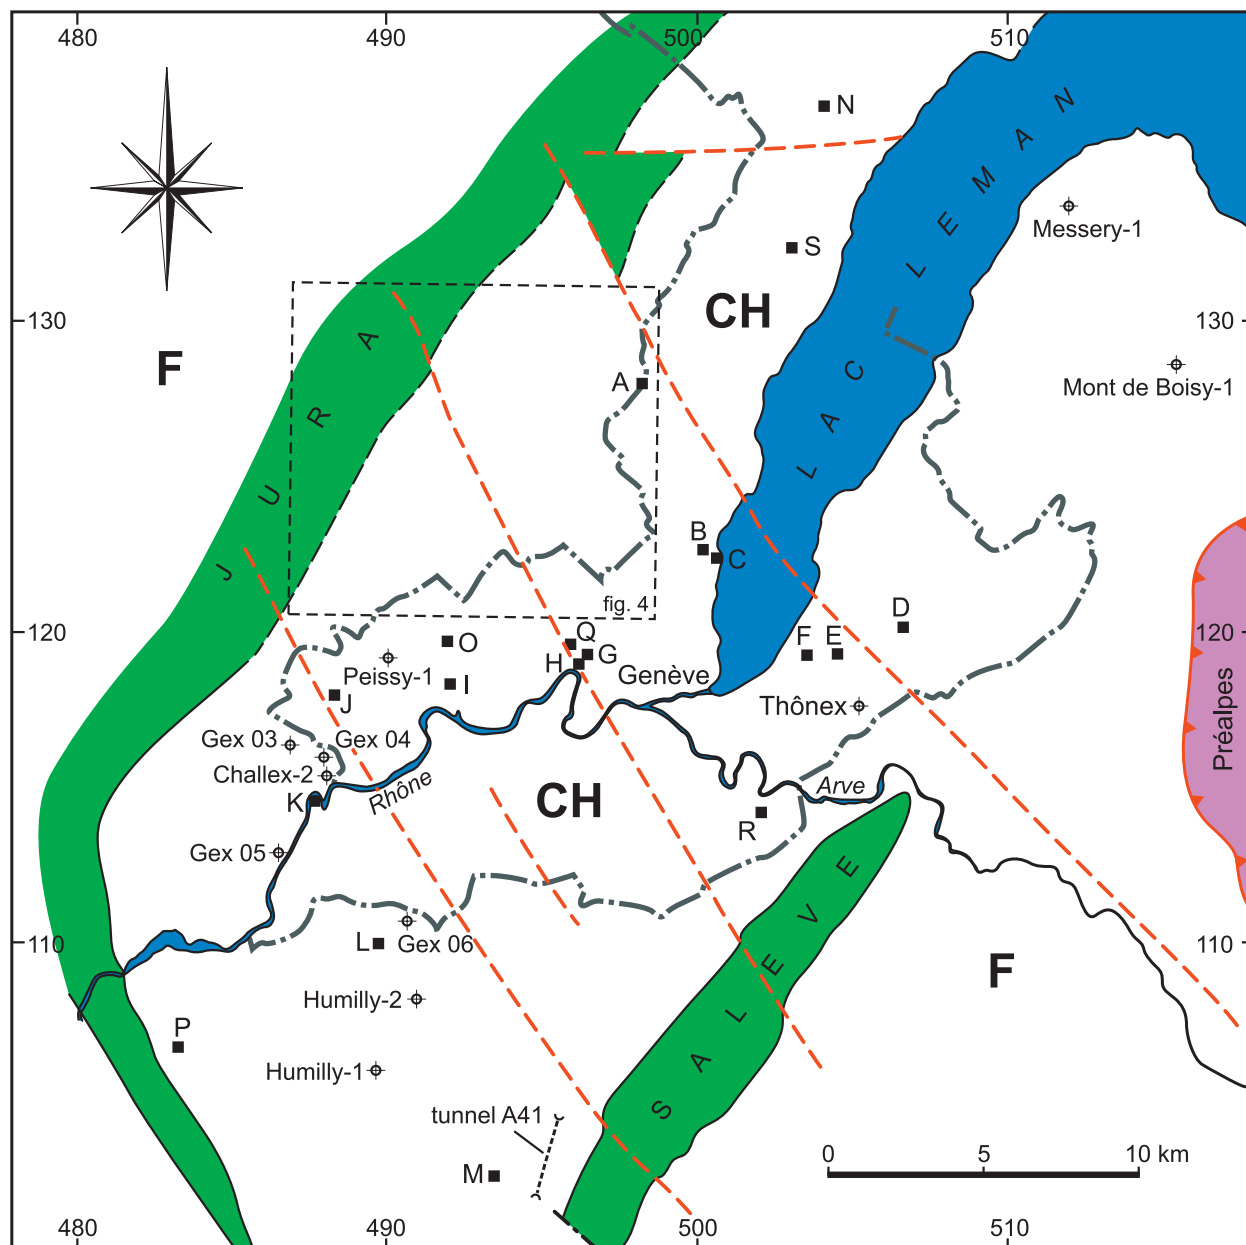 480
490
500
510
N
Messery-1
S
CH
130
130
F
A
Mont de Boisy-1
LAC LEMAN
JURA
B
C
fig. 4
120
120
D
Q
F
E
O
H
G
Genève
Peissy-1
I
J
Thônex
Gex 03
Gex 04
Préalpes
Challex-2
Rhône
K
CH
Arve
R
Gex 05
110
110
L
Gex 06
F
Humilly-2
P
SALEVE
Humilly-1
tunnel A41
M
0
5
10 km
480
490
500
510